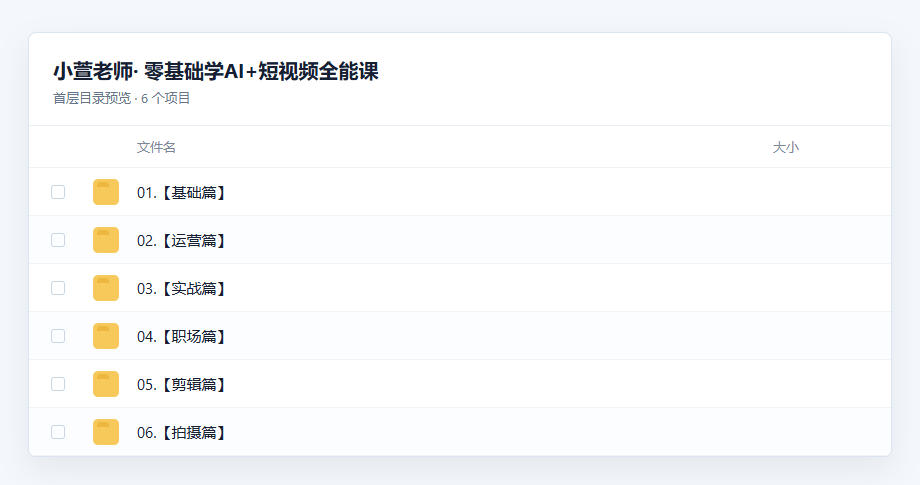 小萱老师· 零基础学AI+短视频全能课
首层目录预览 · 6 个项目
文件名 大小
01.【基础篇】
02.【运营篇】
03.【实战篇】
04.【职场篇】
05.【剪辑篇】
06.【拍摄篇】